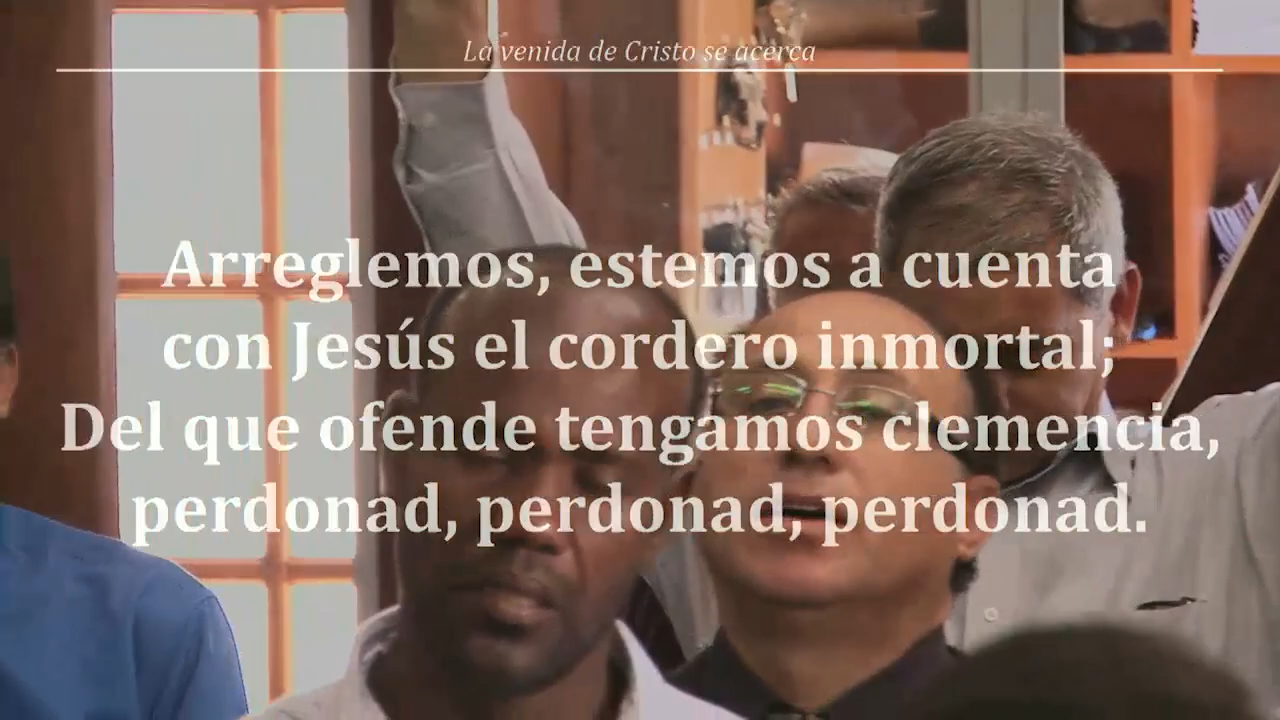 La venida de Cristo se acerca
Arreglemos, estemos a cuenta
con Jesús el cordero inmortal;
Del que ofende tengamos clemencia,
perdonad, perdonad, perdonad.